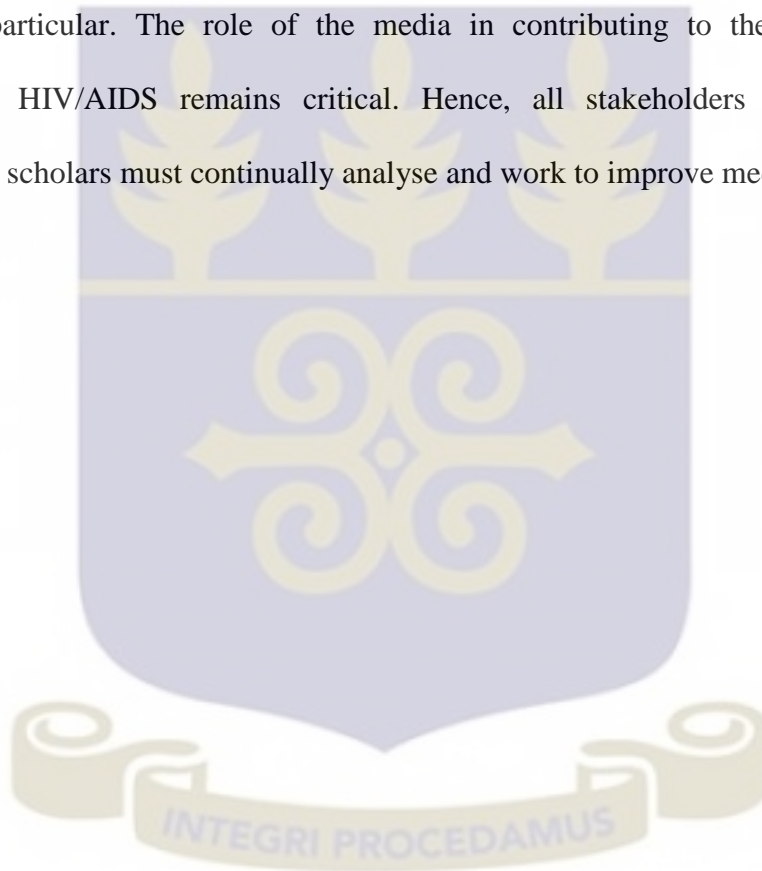 particular. The role of the media in contributing to the
HIV/AIDS remains critical. Hence, all stakeholders
scholars must continually analyse and work to improve
INTEGRI PROCEDAMUS